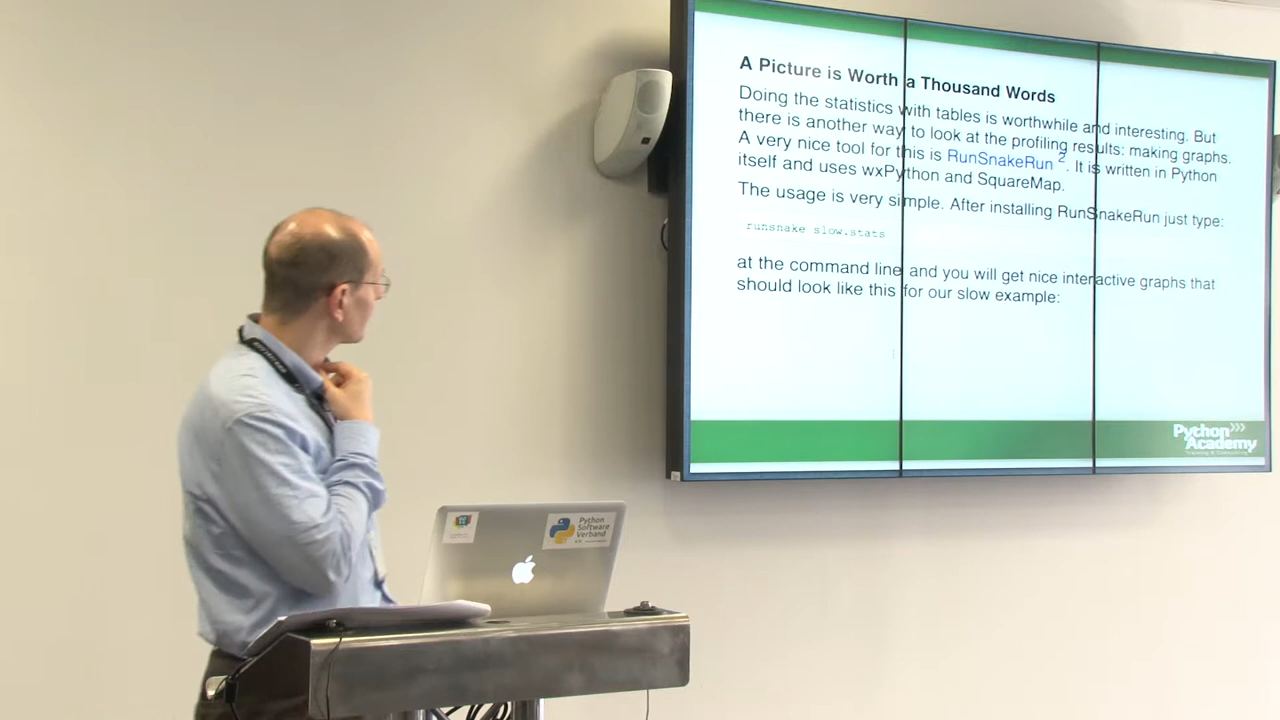 A Picture is Worth a Thousand Words
Doing the statistics with tables is worthwhile and interesting. But
there is another way to look at the profiling results: making graphs.
A very nice tool for this is RunSnakeRun 2. It is written in Python
itself and uses wxPython and SquareMap.
The usage is very simple. After installing RunSnakeRun just type:
runsnake slow.stats
at the command line and you will get nice interactive graphs that
should look like this for our slow example:
Python
Academy
Training & Consulting
Python
Software
Verband